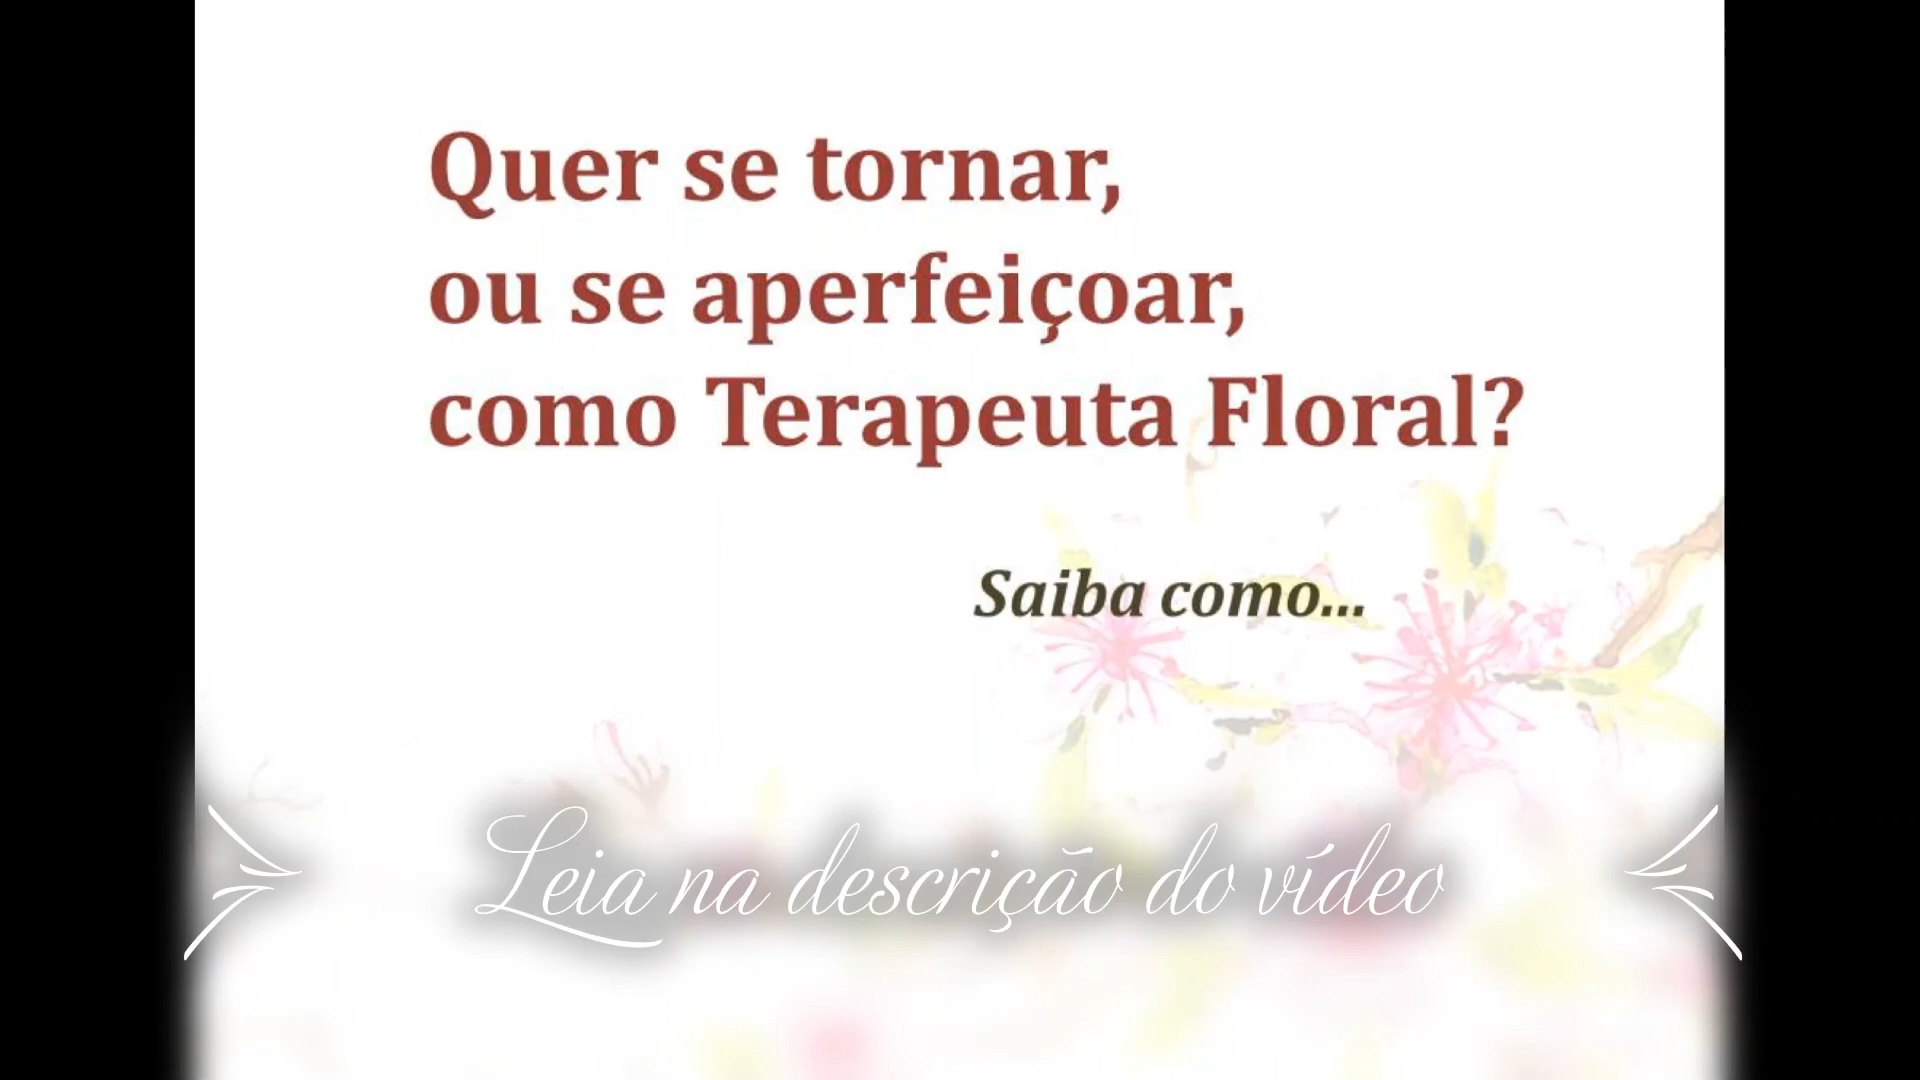 Quer se tornar,
ou se aperfeiçoar,
como Terapeuta Floral?
Saiba como...
Leia na descrição do vídeo